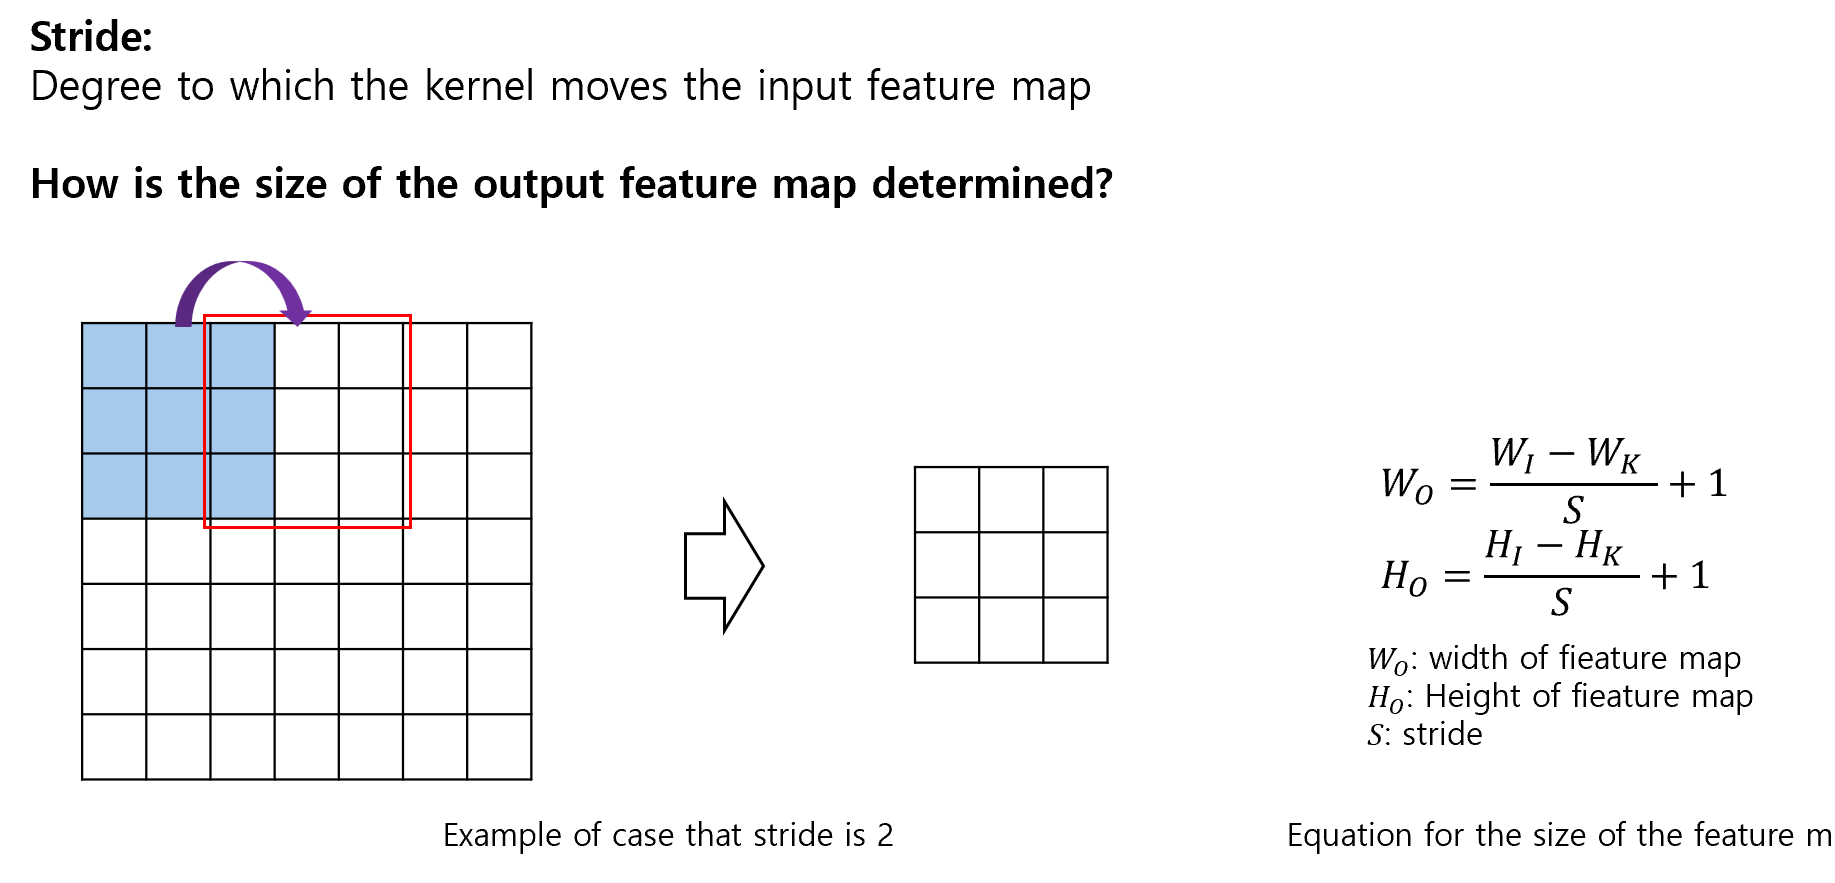 Stride:
Degree to which the kernel moves the input feature map
How is the size of the output feature map determined?
W_O = (W_I − W_K) / S + 1
H_O = (H_I − H_K) / S + 1
W_O: width of fieature map
H_O: Height of fieature map
S: stride
Example of case that stride is 2
Equation for the size of the feature m